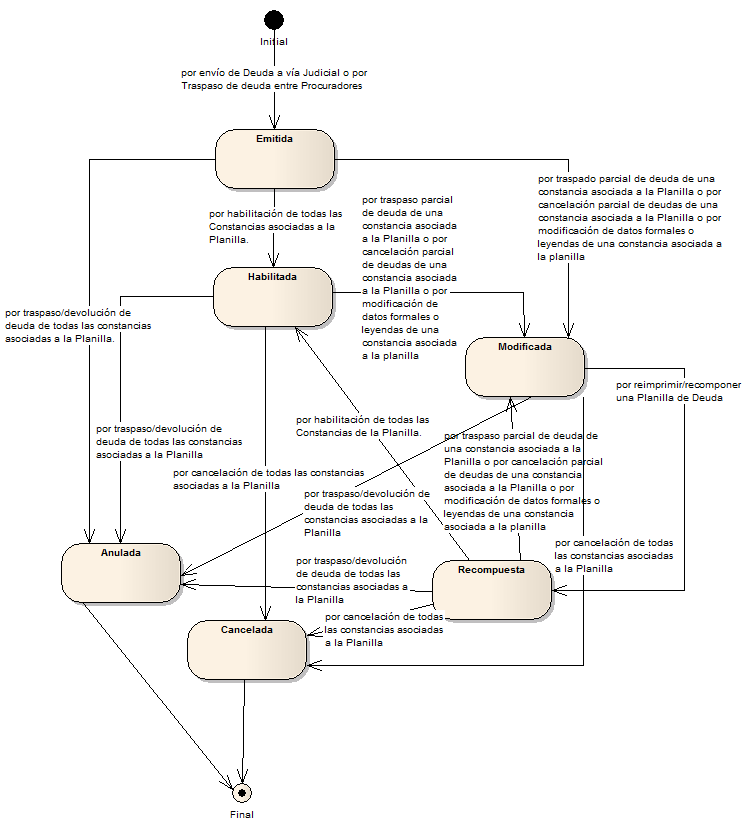 Initial
por envío de Deuda a vía Judicial o por
Traspaso de deuda entre Procuradores
Emitida
por traspado parcial de deuda de una
constancia asociada a la Planilla o por
cancelación parcial de deudas de una
constancia asociada a la Planilla o por
modificación de datos formales o
leyendas de una constancia asociada a
la planilla
por traspaso parcial
de deuda de una
constancia asociada
a la Planilla o por
cancelación parcial
de deudas de una
constancia asociada
a la Planilla o por
modificación de
datos formales o
leyendas de una
constancia asociada
a la planilla
por habilitación de todas las
Constancias asociadas a la
Planilla.
Habilitada
por traspaso/devolución de
deuda de todas las constancias
asociadas a la Planilla.
Modificada
por reimprimir/recomponer
una Planilla de Deuda
por habilitación de todas las
Constancias de la Planilla.
por traspaso/devolución de
deuda de todas las constancias
asociadas a la Planilla
por traspaso parcial de deuda de
una constancia asociada a la
Planilla o por cancelación parcial
de deudas de una constancia
asociada a la Planilla o por
modificación de datos formales o
leyendas de una constancia
asociada a la planilla
por cancelación de todas las constancias
asociadas a la Planilla
por traspaso/devolución de
deuda de todas las
constancias asociadas a la
Planilla
por cancelación de todas
las constancias asociadas
a la Planilla
Anulada
por traspaso/devolución
de deuda de todas las
constancias asociadas a
la Planilla
Recompuesta
por cancelación de todas
las constancias asociadas
a la Planilla
Cancelada
Final